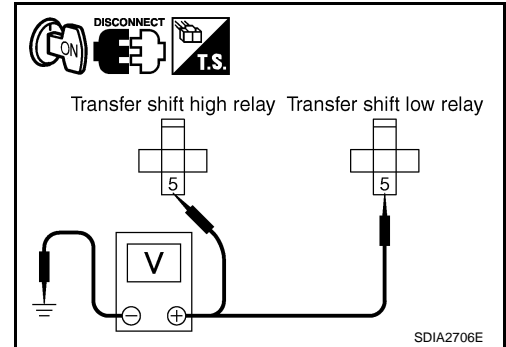 DISCONNECT
ON
T.S.
Transfer shift high relay Transfer shift low relay
5 5
V
− +
SDIA2706E